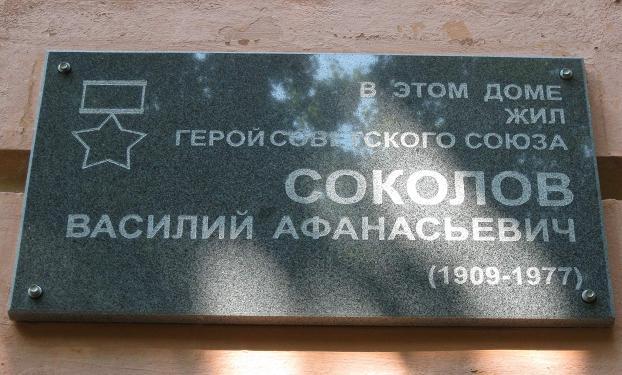 В ЭТОМ ДОМЕ
ЖИЛ
ГЕРОЙ СОВЕТСКОГО СОЮЗА
СОКОЛОВ
ВАСИЛИЙ АФАНАСЬЕВИЧ
(1909-1977)